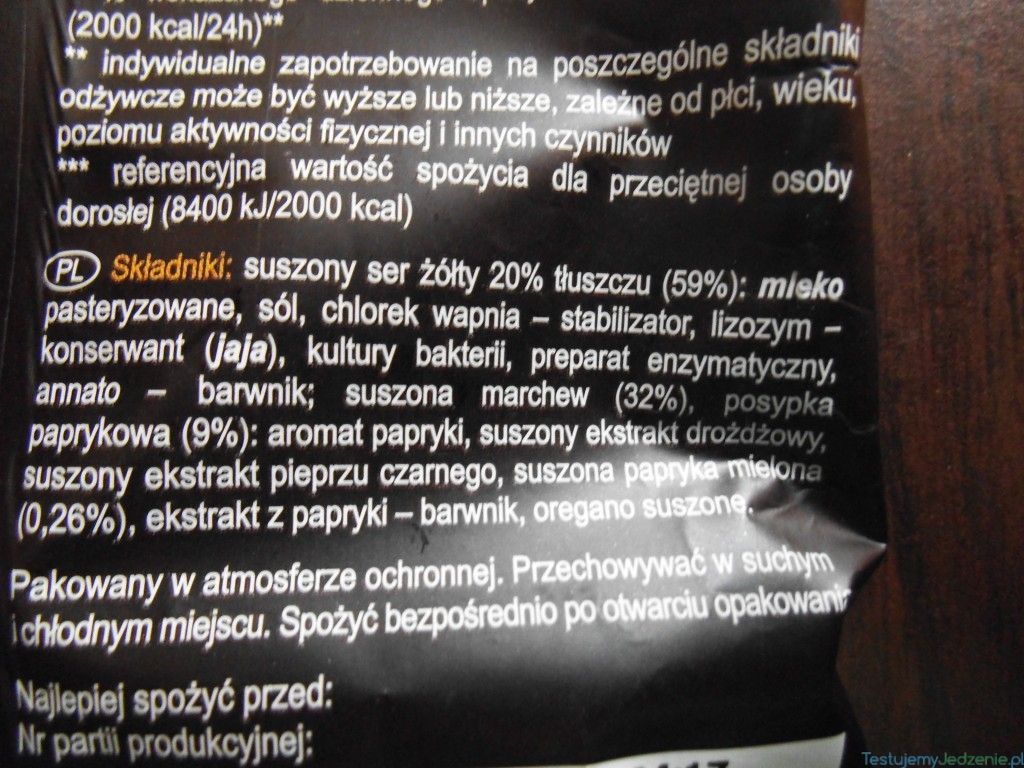 (2000 kcal/24h)**
** indywidualne zapotrzebowanie na poszczególne składniki
odżywcze może być wyższe lub niższe, zależne od płci, wieku,
poziomu aktywności fizycznej i innych czynników
*** referencyjna wartość spożycia dla przeciętnej osoby
dorosłej (8400 kJ/2000 kcal)
PL Składniki: suszony ser żółty 20% tłuszczu (59%): mleko
pasteryzowane, sól, chlorek wapnia – stabilizator, lizozym –
konserwant (jaja), kultury bakterii, preparat enzymatyczny,
annato – barwnik; suszona marchew (32%), posypka
paprykowa (9%): aromat papryki, suszony ekstrakt drożdżowy,
suszony ekstrakt pieprzu czarnego, suszona papryka mielona
(0,26%), ekstrakt z papryki – barwnik, oregano suszone.
Pakowany w atmosferze ochronnej. Przechowywać w suchym
i chłodnym miejscu. Spożyć bezpośrednio po otwarciu opakowania
Najlepiej spożyć przed:
Nr partii produkcyjnej:
TestujemyJedzenie.pl